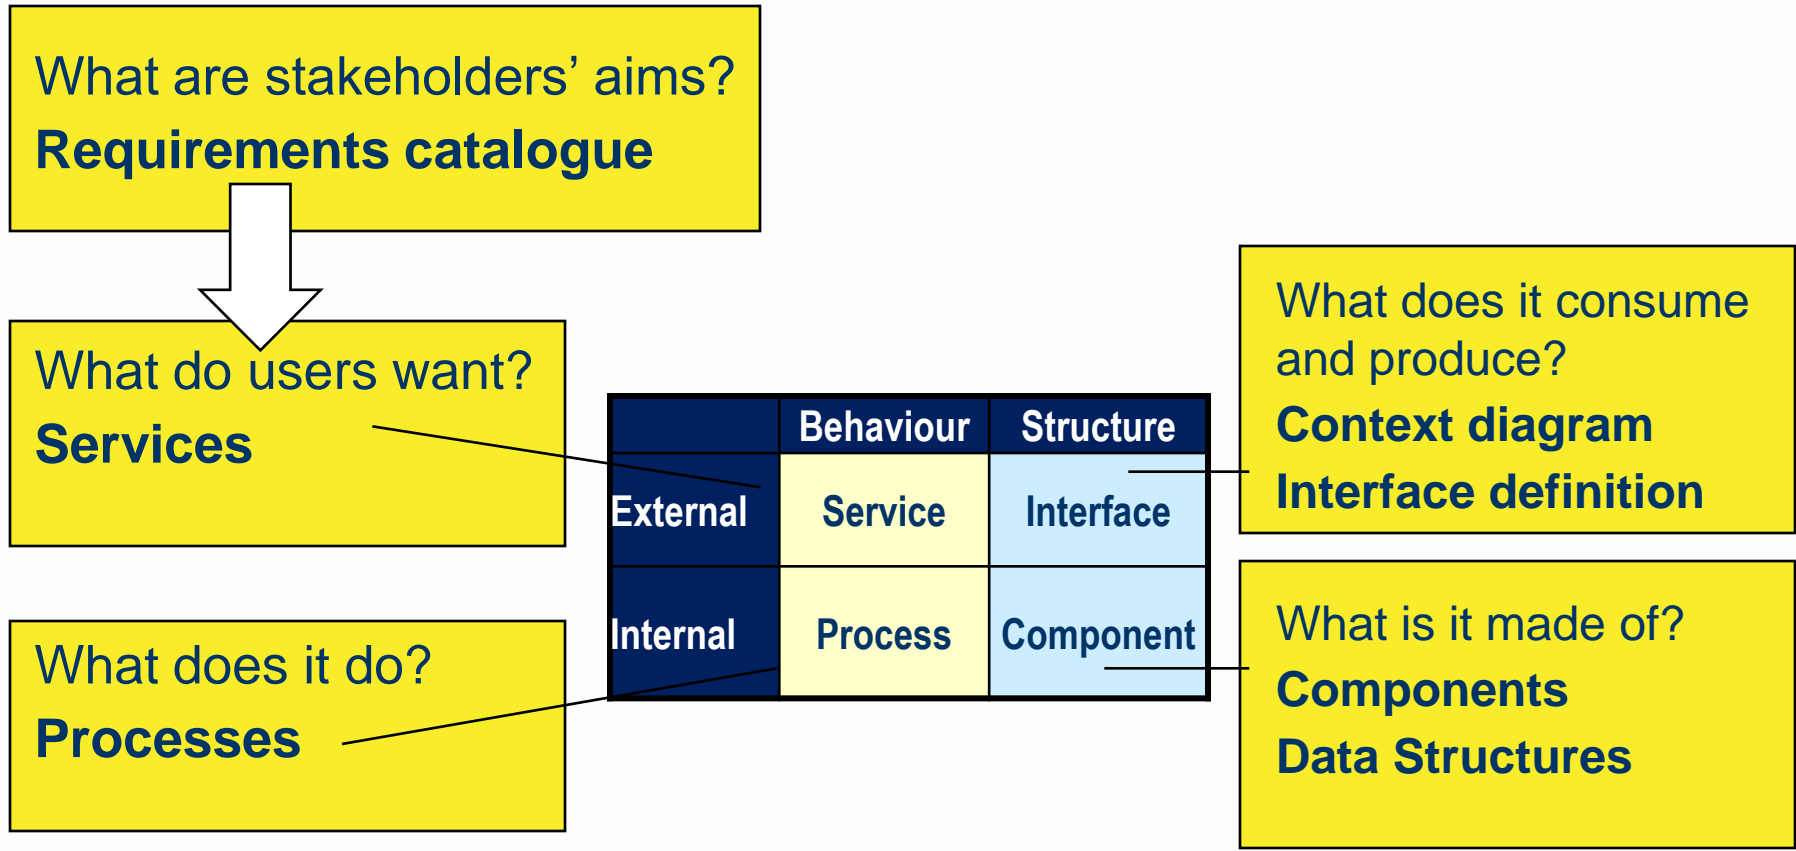 What are stakeholders’ aims?
Requirements catalogue
What do users want?
Services
What does it do?
Processes
Behaviour Structure
External Service Interface
Internal Process Component
What does it consume
and produce?
Context diagram
Interface definition
What is it made of?
Components
Data Structures